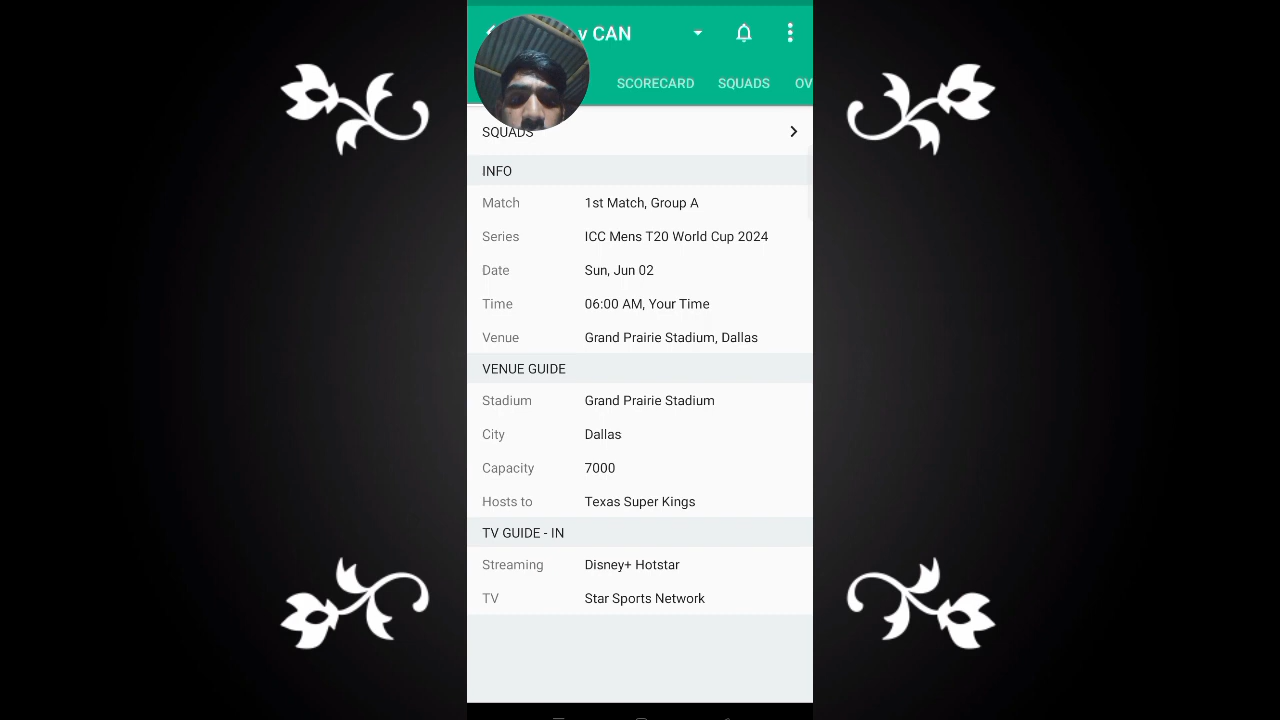 v CAN
SCORECARD SQUADS OV
SQUADS
INFO
Match 1st Match, Group A
Series ICC Mens T20 World Cup 2024
Date Sun, Jun 02
Time 06:00 AM, Your Time
Venue Grand Prairie Stadium, Dallas
VENUE GUIDE
Stadium Grand Prairie Stadium
City Dallas
Capacity 7000
Hosts to Texas Super Kings
TV GUIDE - IN
Streaming Disney+ Hotstar
TV Star Sports Network